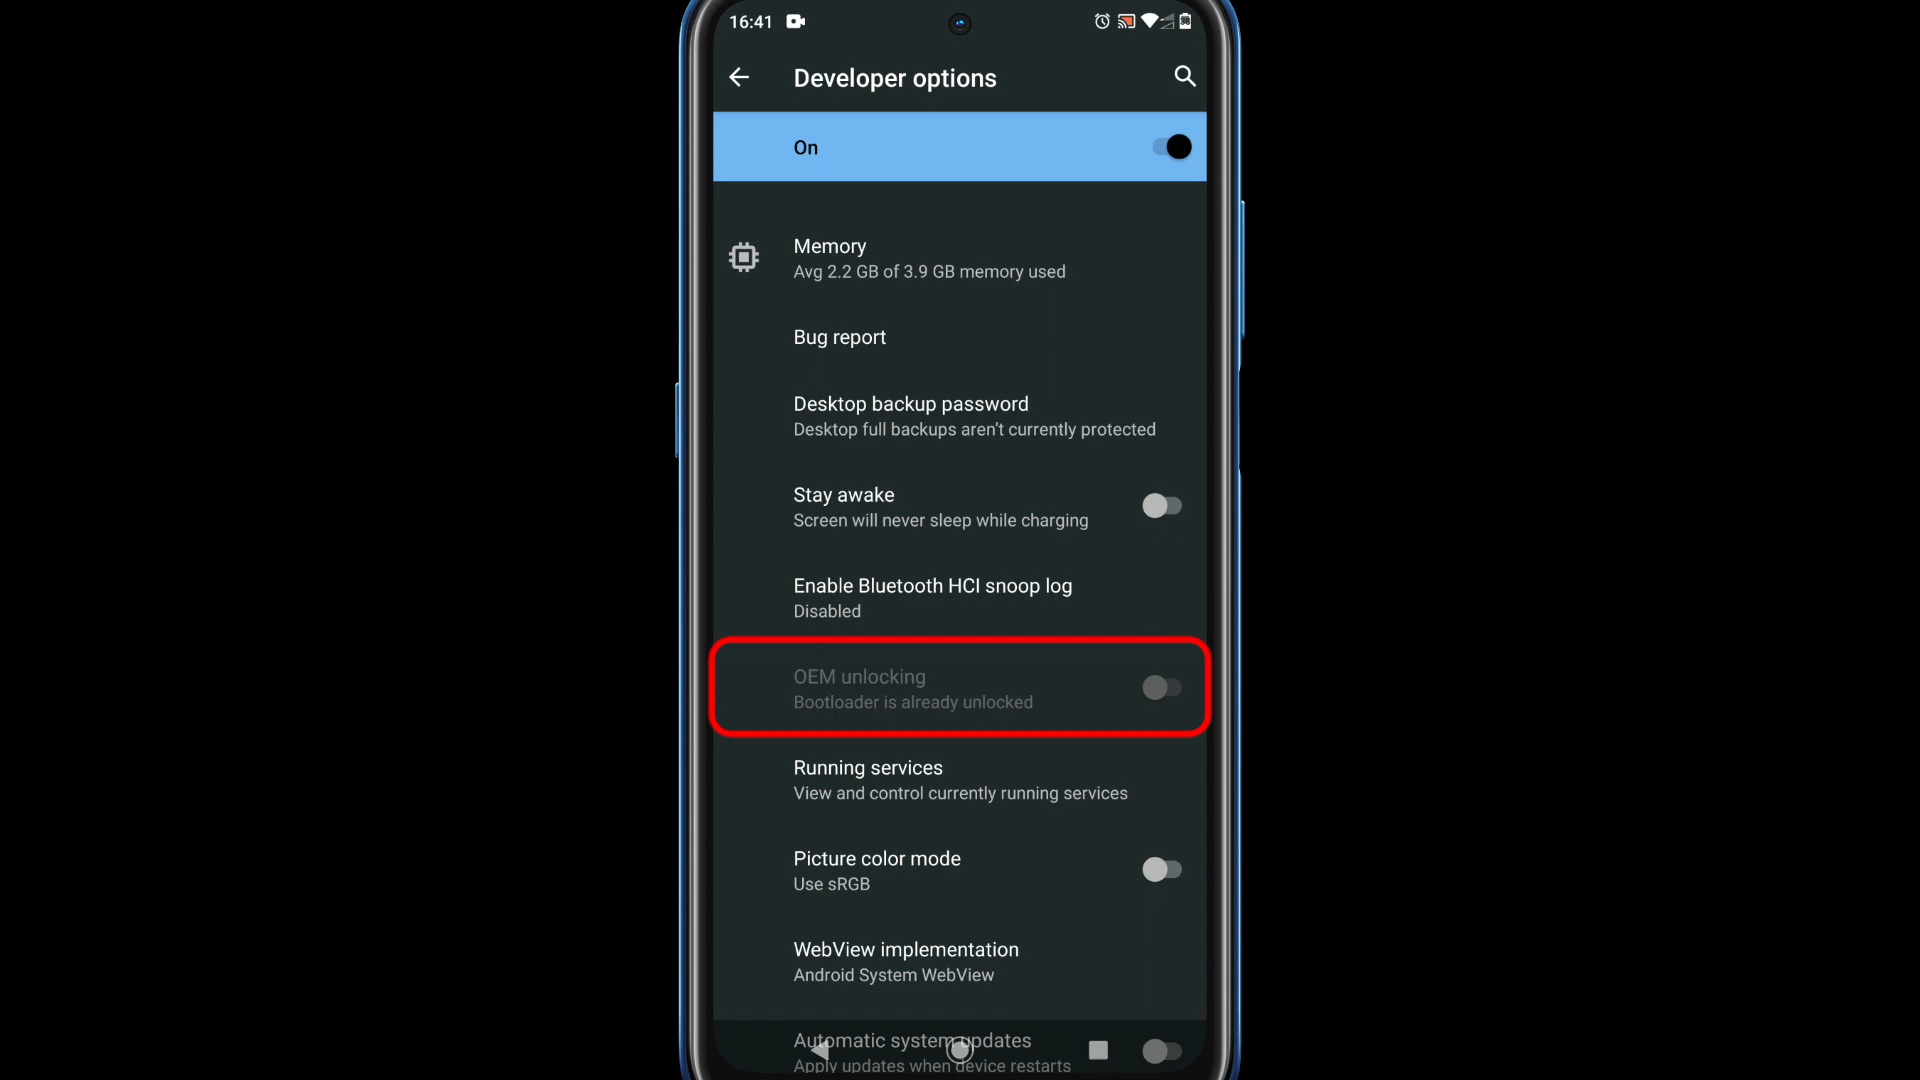 16:41
Developer options
On
Memory
Avg 2.2 GB of 3.9 GB memory used
Bug report
Desktop backup password
Desktop full backups aren't currently protected
Stay awake
Screen will never sleep while charging
Enable Bluetooth HCI snoop log
Disabled
OEM unlocking
Bootloader is already unlocked
Running services
View and control currently running services
Picture color mode
Use sRGB
WebView implementation
Android System WebView
Automatic system updates
Apply updates when device restarts